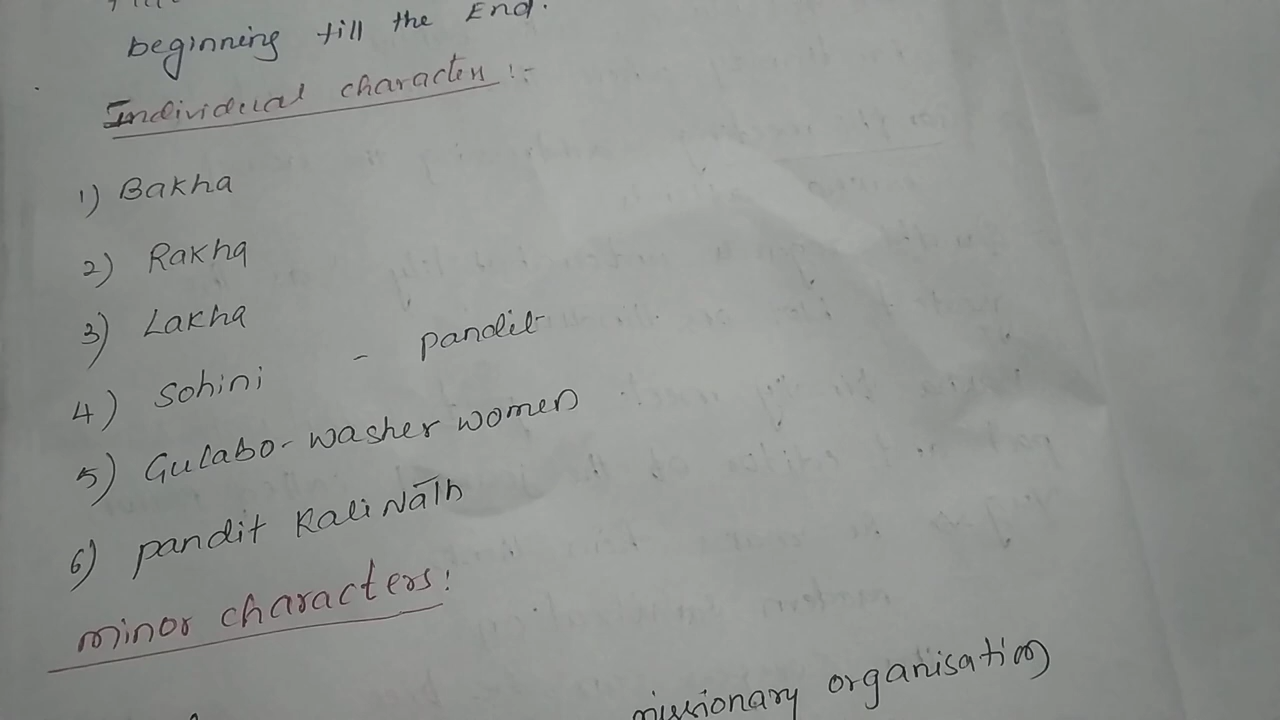 beginning till the End.
Individual character :-
1) Bakha
2) Rakha
3) Lakha
4) Sohini - pandit
5) Gulabo - washer women
6) pandit Kali Nath
minor characters:
missionary organisation